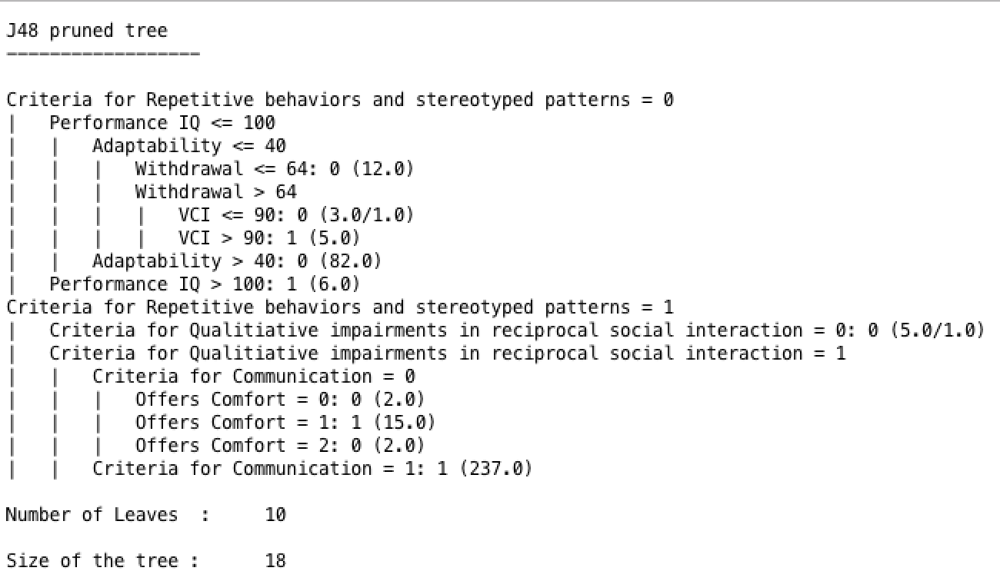 J48 pruned tree
------------------
Criteria for Repetitive behaviors and stereotyped patterns = 0
|   Performance IQ <= 100
|   |   Adaptability <= 40
|   |   |   Withdrawal <= 64: 0 (12.0)
|   |   |   Withdrawal > 64
|   |   |   |   VCI <= 90: 0 (3.0/1.0)
|   |   |   |   VCI > 90: 1 (5.0)
|   |   Adaptability > 40: 0 (82.0)
|   Performance IQ > 100: 1 (6.0)
Criteria for Repetitive behaviors and stereotyped patterns = 1
|   Criteria for Qualitiative impairments in reciprocal social interaction = 0: 0 (5.0/1.0)
|   Criteria for Qualitiative impairments in reciprocal social interaction = 1
|   |   Criteria for Communication = 0
|   |   |   Offers Comfort = 0: 0 (2.0)
|   |   |   Offers Comfort = 1: 1 (15.0)
|   |   |   Offers Comfort = 2: 0 (2.0)
|   |   Criteria for Communication = 1: 1 (237.0)
Number of Leaves  :     10
Size of the tree :      18